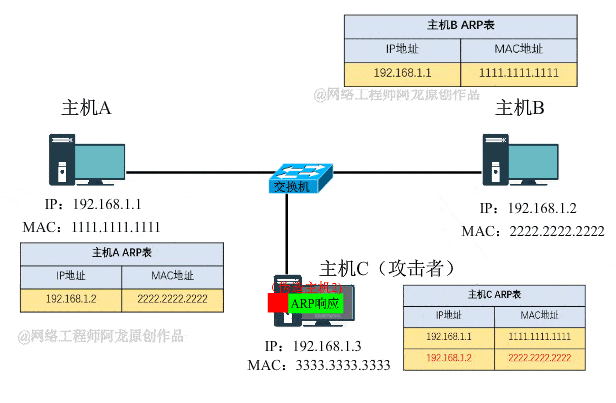 主机B ARP表
IP地址 MAC地址
192.168.1.1 1111.1111.1111
@网络工程师阿龙原创作品
主机A
主机B
交换机
IP：192.168.1.1
MAC：1111.1111.1111
IP：192.168.1.2
MAC：2222.2222.2222
主机A ARP表
IP地址 MAC地址
192.168.1.2 2222.2222.2222
@网络工程师阿龙原创作品
主机C（攻击者）
主机2)
ARP响应
IP：192.168.1.3
MAC：3333.3333.3333
主机C ARP表
IP地址 MAC地址
192.168.1.1 1111.1111.1111
192.168.1.2 2222.2222.2222